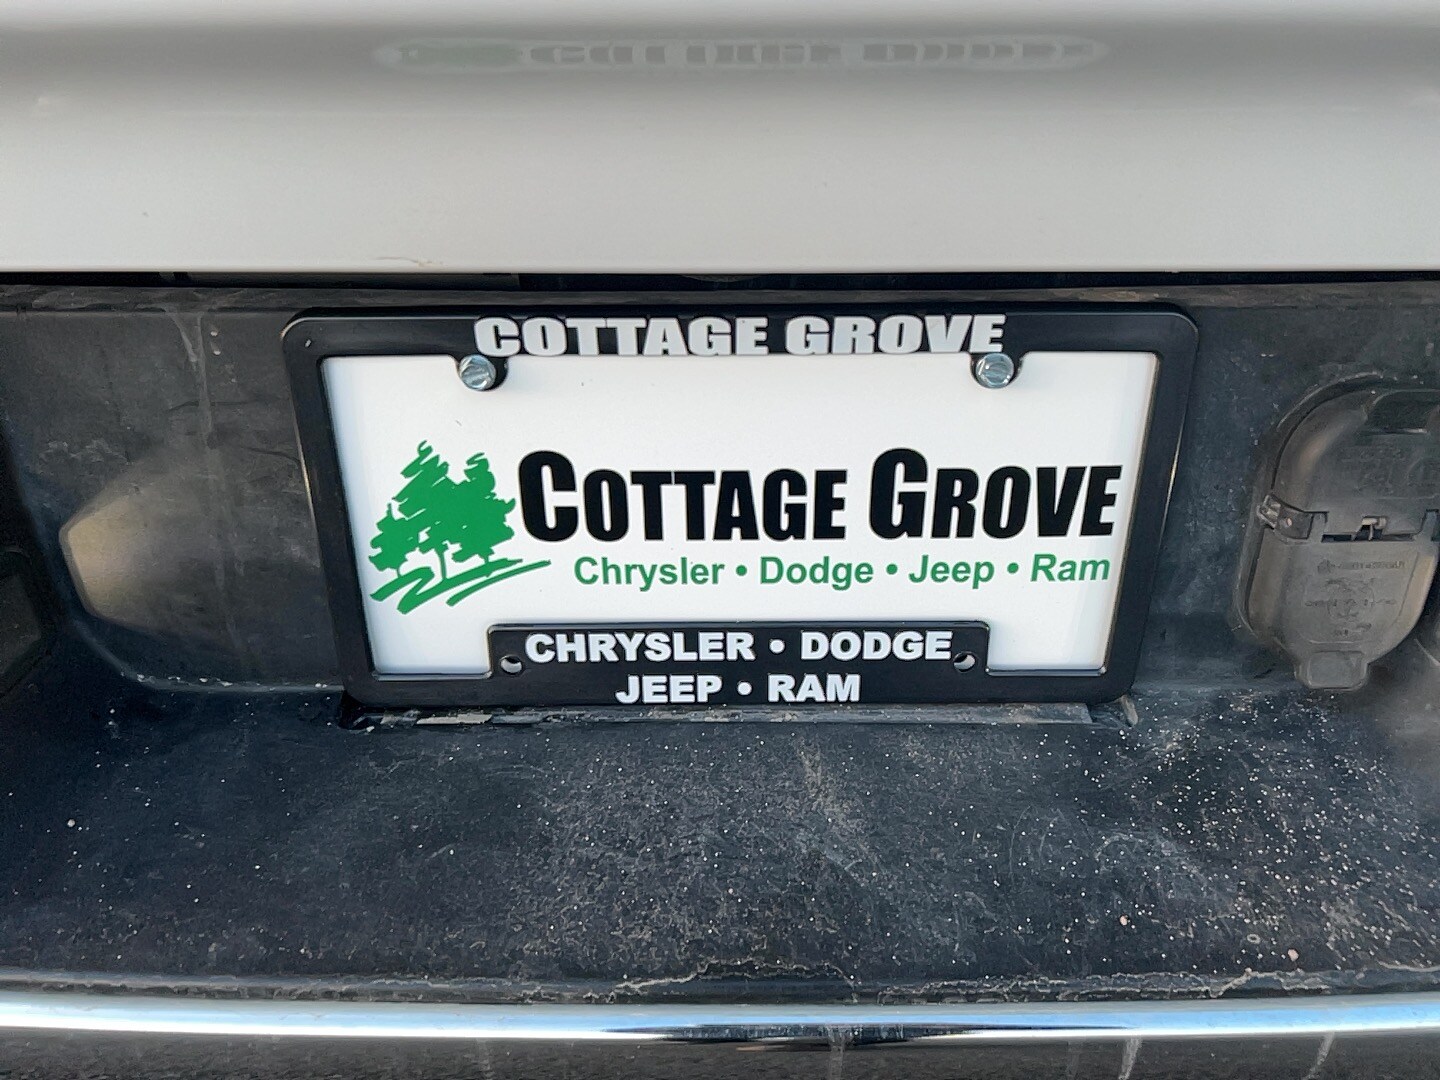 COTTAGE GROVE
COTTAGE GROVE
Chrysler • Dodge • Jeep • Ram
CHRYSLER • DODGE
JEEP • RAM